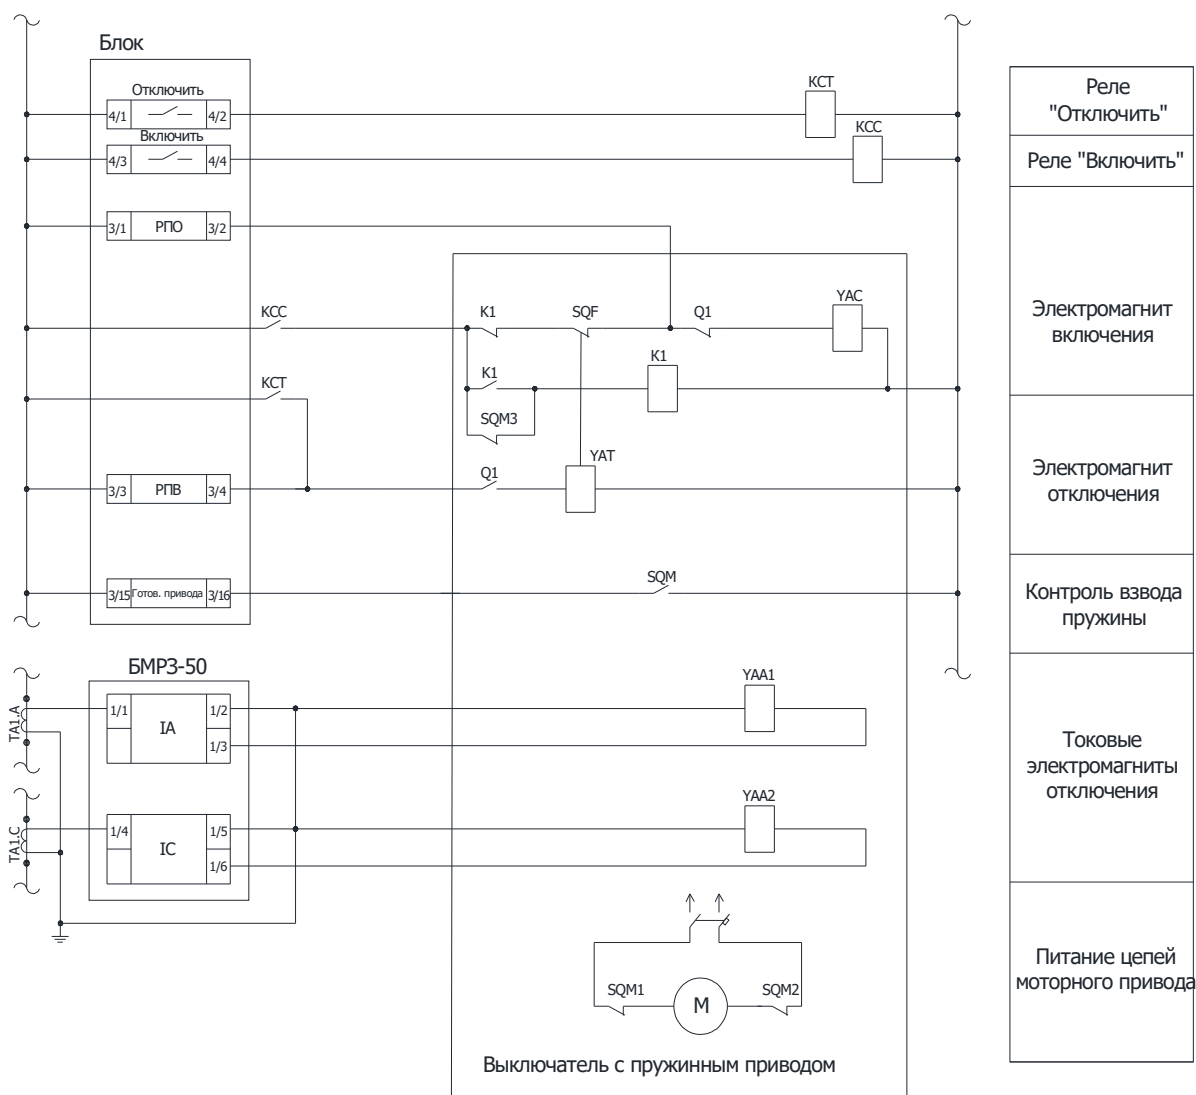 Блок
Отключить
4/1
4/2
КСТ
Включить
4/3
4/4
КСС
3/1
РПО
3/2
КСС
К1
SQF
Q1
YAC
КСТ
К1
К1
SQM3
YAT
3/3
РПВ
3/4
Q1
3/15
Готов. привода
3/16
SQM
БМРЗ-50
ТА1.А
1/1
IA
1/2
1/3
YAA1
ТА1.С
1/4
IC
1/5
1/6
YAA2
SQM1
М
SQM2
Выключатель с пружинным приводом
Реле
"Отключить"
Реле "Включить"
Электромагнит
включения
Электромагнит
отключения
Контроль взвода
пружины
Токовые
электромагниты
отключения
Питание цепей
моторного привода